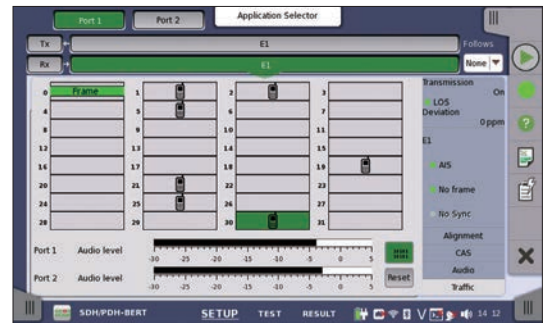 Port 1 Port 2 Application Selector
Tx E1 Follows
Rx E1 None
0 Frame 1 2 3
4 5 6 7
8 9 10 11
12 13 14 15
16 17 18 19
20 21 22 23
24 25 26 27
28 29 30 31
Transmission
On
LOS
Deviation
0 ppm
E1
AIS
No frame
No Sync
Alignment
CAS
Audio
Traffic
Port 1 Audio level -30 -25 -20 -15 -10 -5 0 5
Port 2 Audio level -30 -25 -20 -15 -10 -5 0 5 Reset
SDH/PDH-BERT SETUP TEST RESULT 14 12